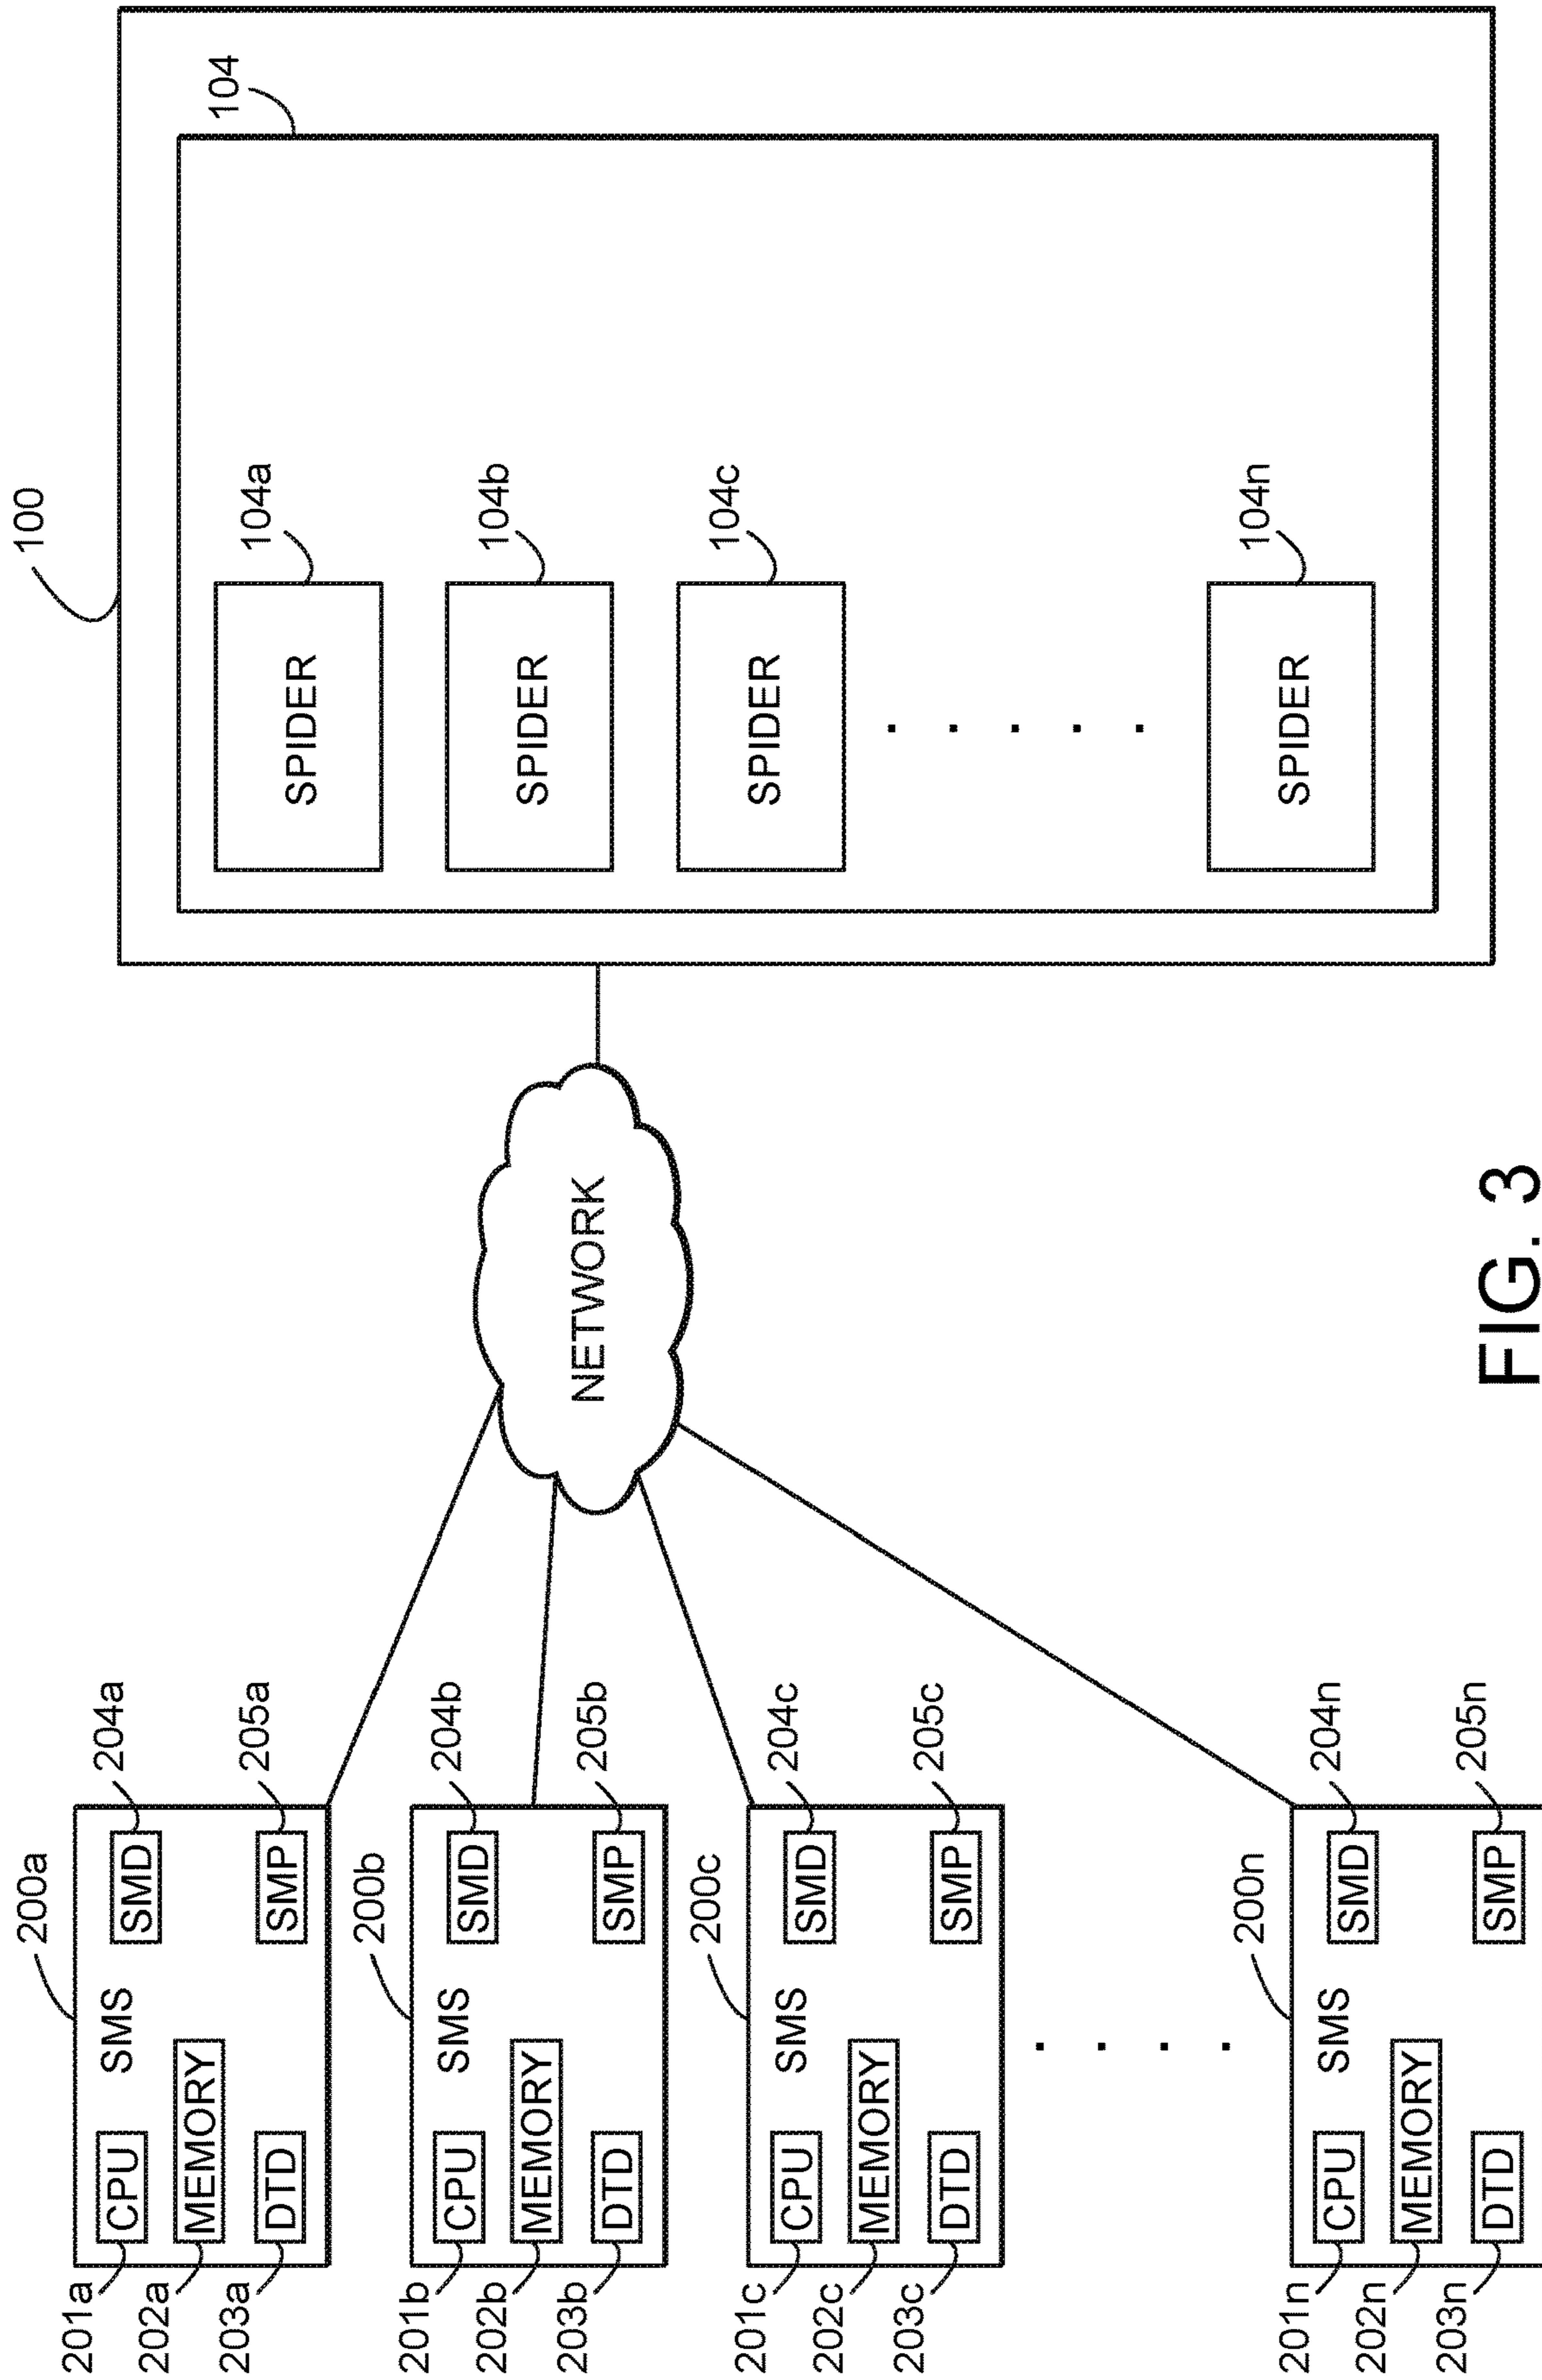 200a
201a
CPU
SMS
SMD
204a
202a
MEMORY
203a
DTD
SMP
205a
200b
201b
CPU
SMS
SMD
204b
202b
MEMORY
203b
DTD
SMP
205b
200c
201c
CPU
SMS
SMD
204c
202c
MEMORY
203c
DTD
SMP
205c
200n
201n
CPU
SMS
SMD
204n
202n
MEMORY
203n
DTD
SMP
205n
NETWORK
100
104
SPIDER
104a
SPIDER
104b
SPIDER
104c
SPIDER
104n
FIG. 3